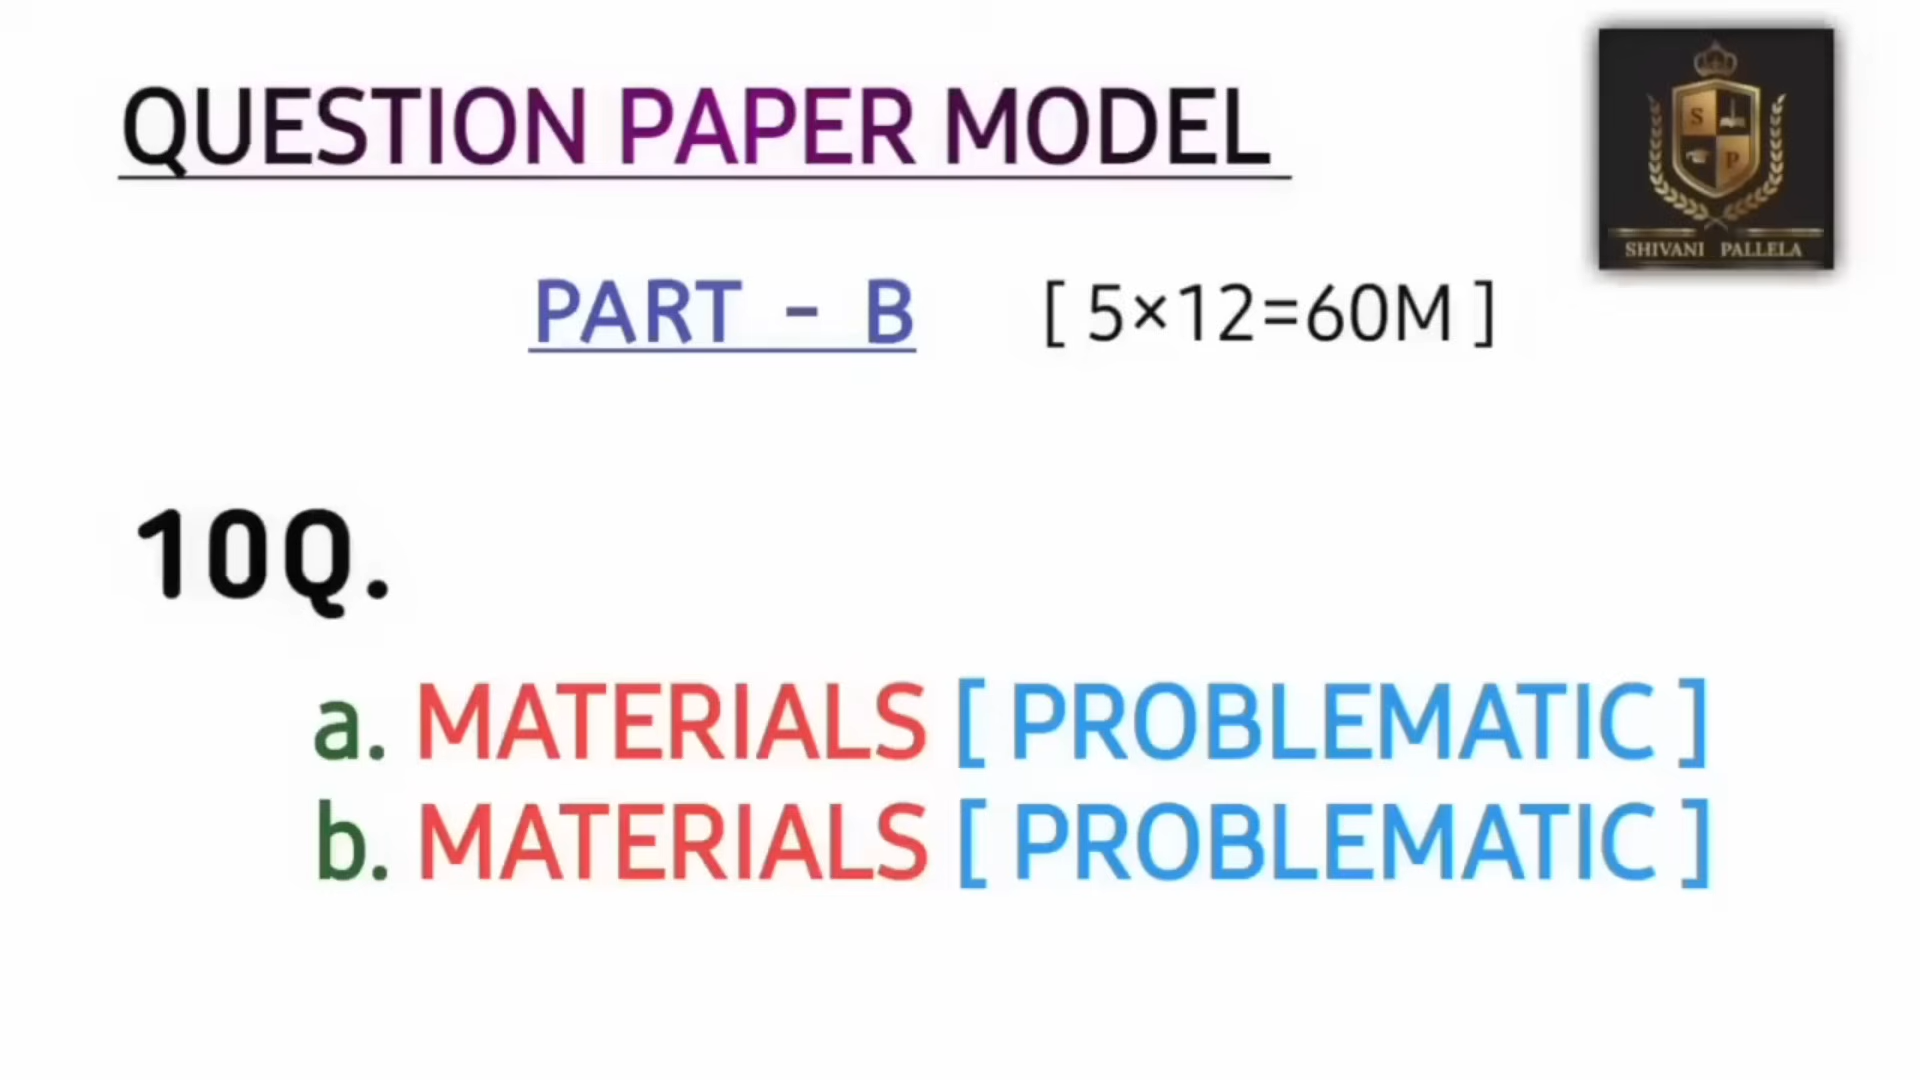 QUESTION PAPER MODEL
S
P
SHIVANI PALLELA
PART - B [ 5×12=60M ]
10Q.
a. MATERIALS [ PROBLEMATIC ]
b. MATERIALS [ PROBLEMATIC ]